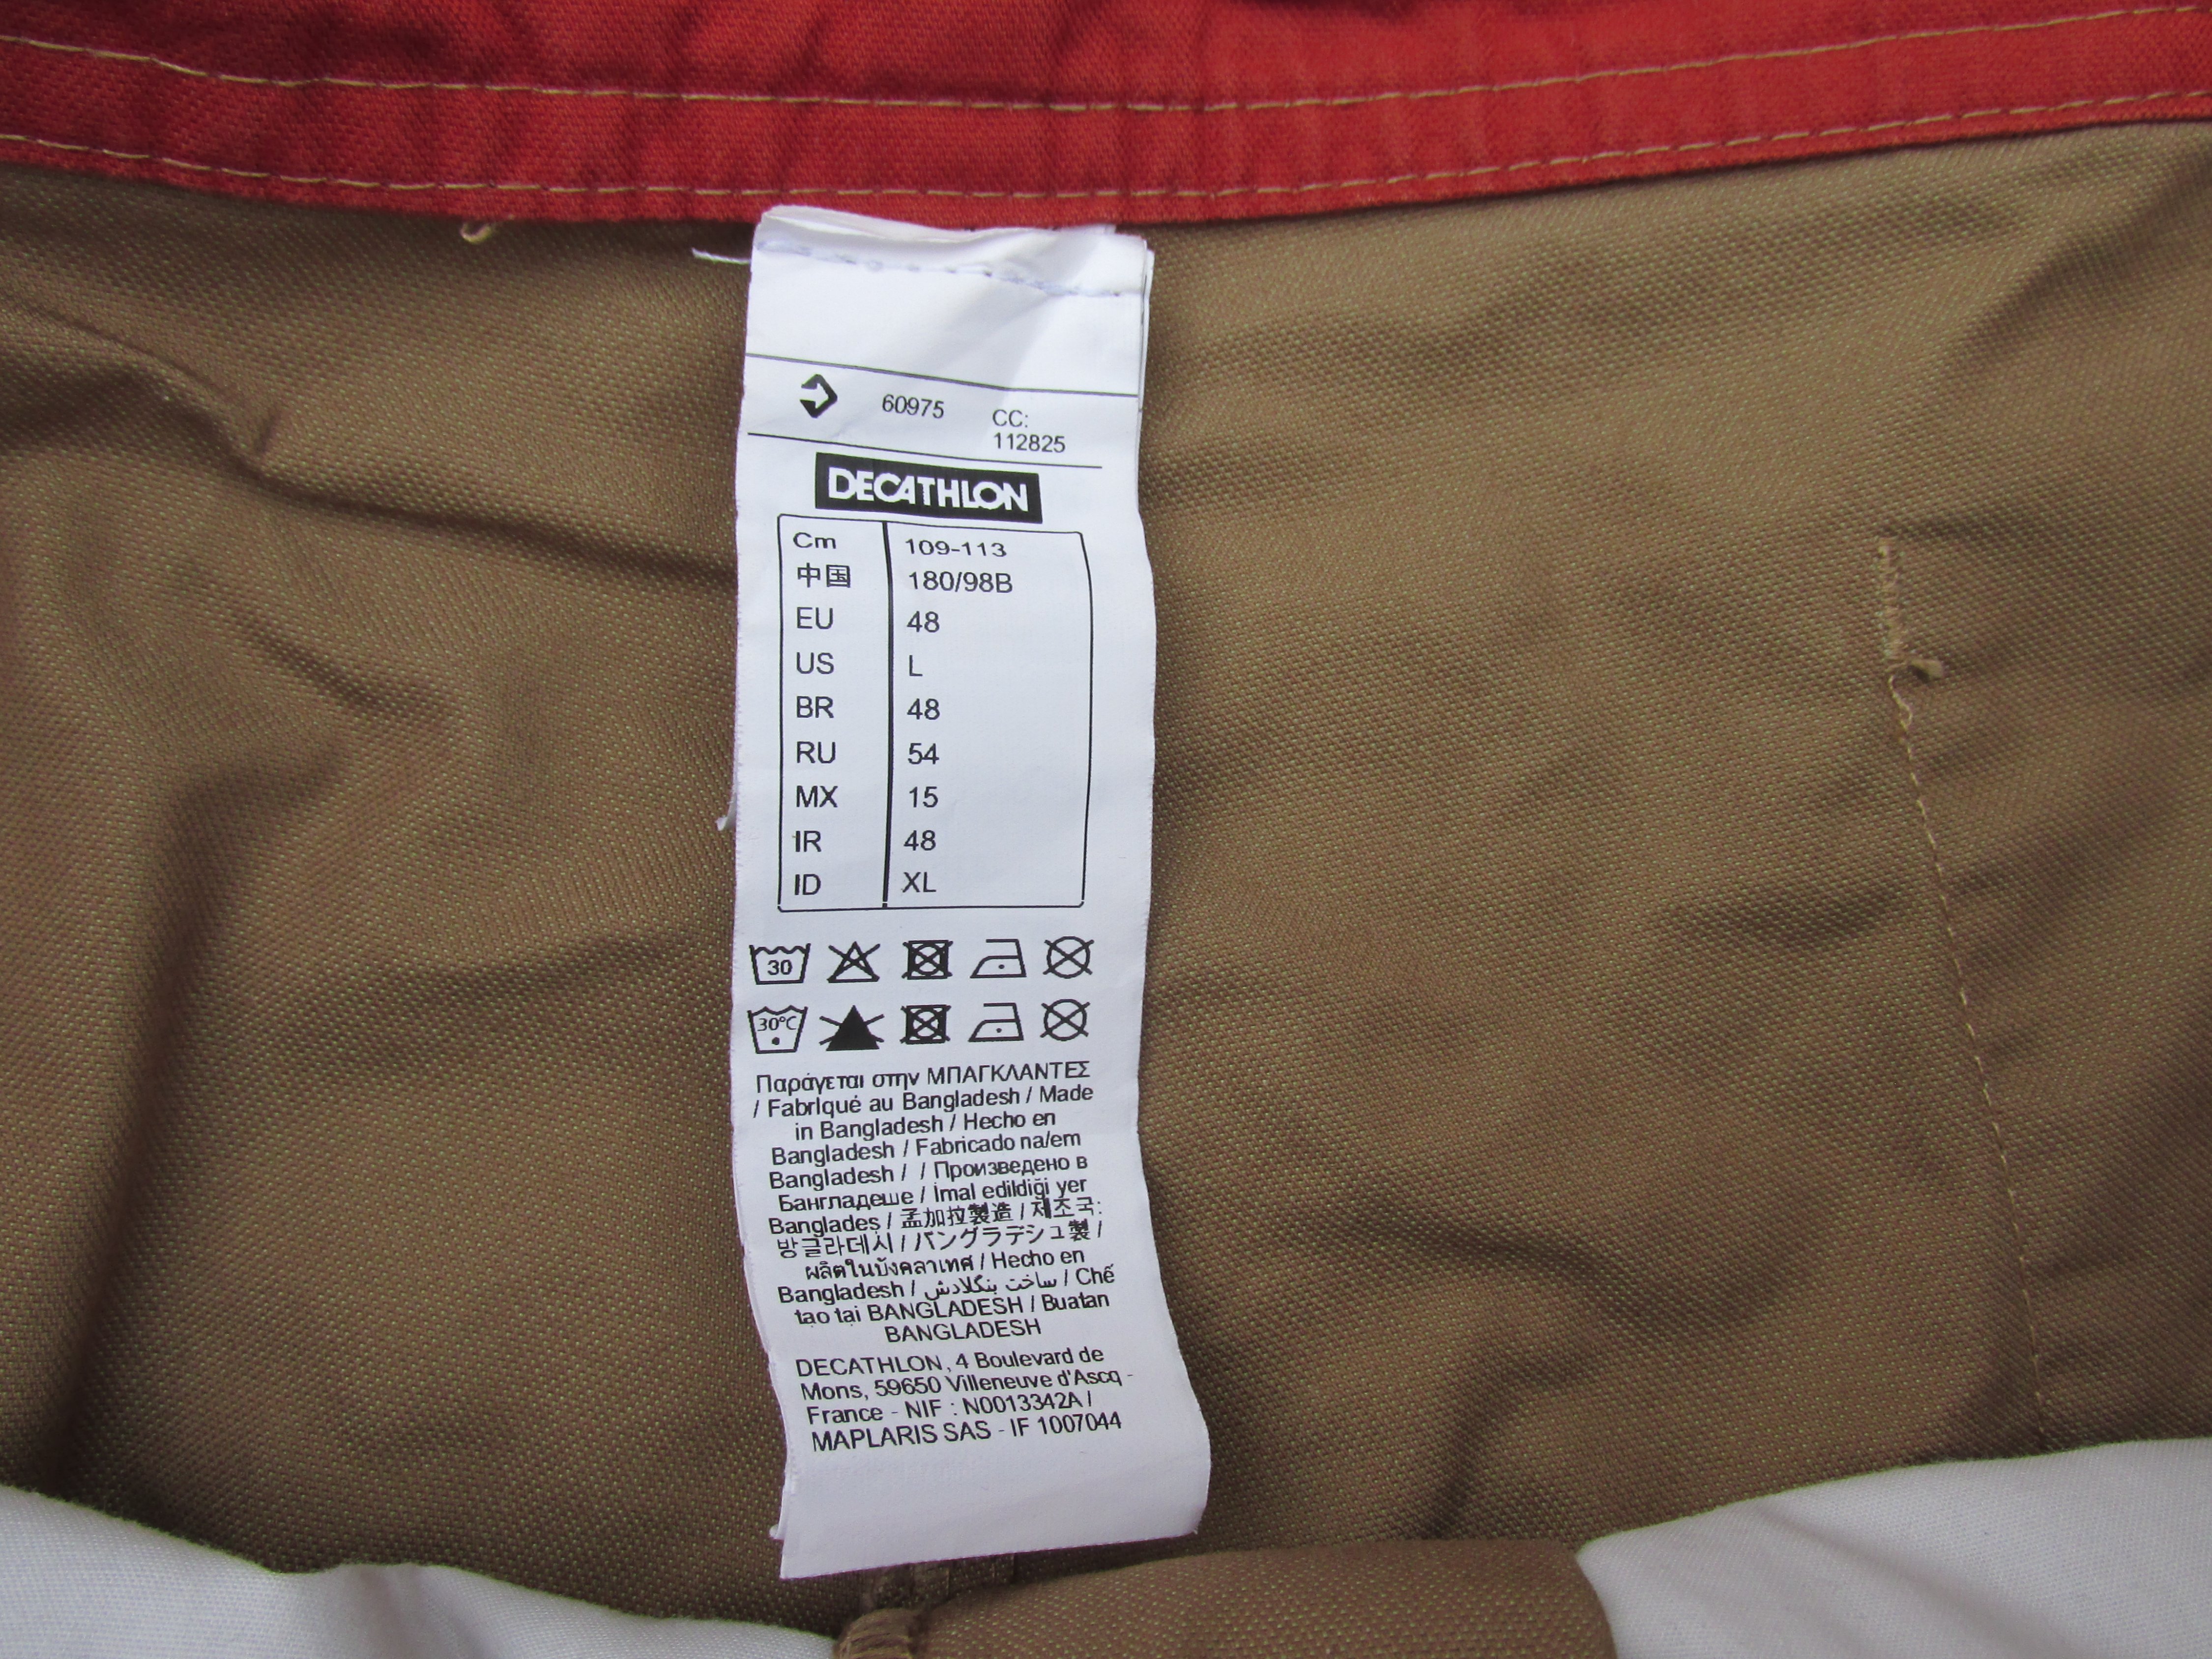 60975 CC:
112825
DECATHLON
Cm 109-113
中国 180/98B
EU 48
US L
BR 48
RU 54
MX 15
IR 48
ID XL
30
30°C
Παράγεται στην ΜΠΑΓΚΛΑΝΤΕΣ
/ Fabriqué au Bangladesh / Made
in Bangladesh / Hecho en
Bangladesh / Fabricado na/em
Bangladesh / / Произведено в
Бангладеше / İmal edildiği yer
Bangladeş / 孟加拉製造 / 제조국:
방글라데시 / バングラデシュ製 /
ผลิตในบังคลาเทศ / Hecho en
Bangladesh / ساخت بنگلادش / Chế
tạo tại BANGLADESH / Buatan
BANGLADESH
DECATHLON, 4 Boulevard de
Mons, 59650 Villeneuve d'Ascq -
France - NIF : N0013342A /
MAPLARIS SAS - IF 1007044